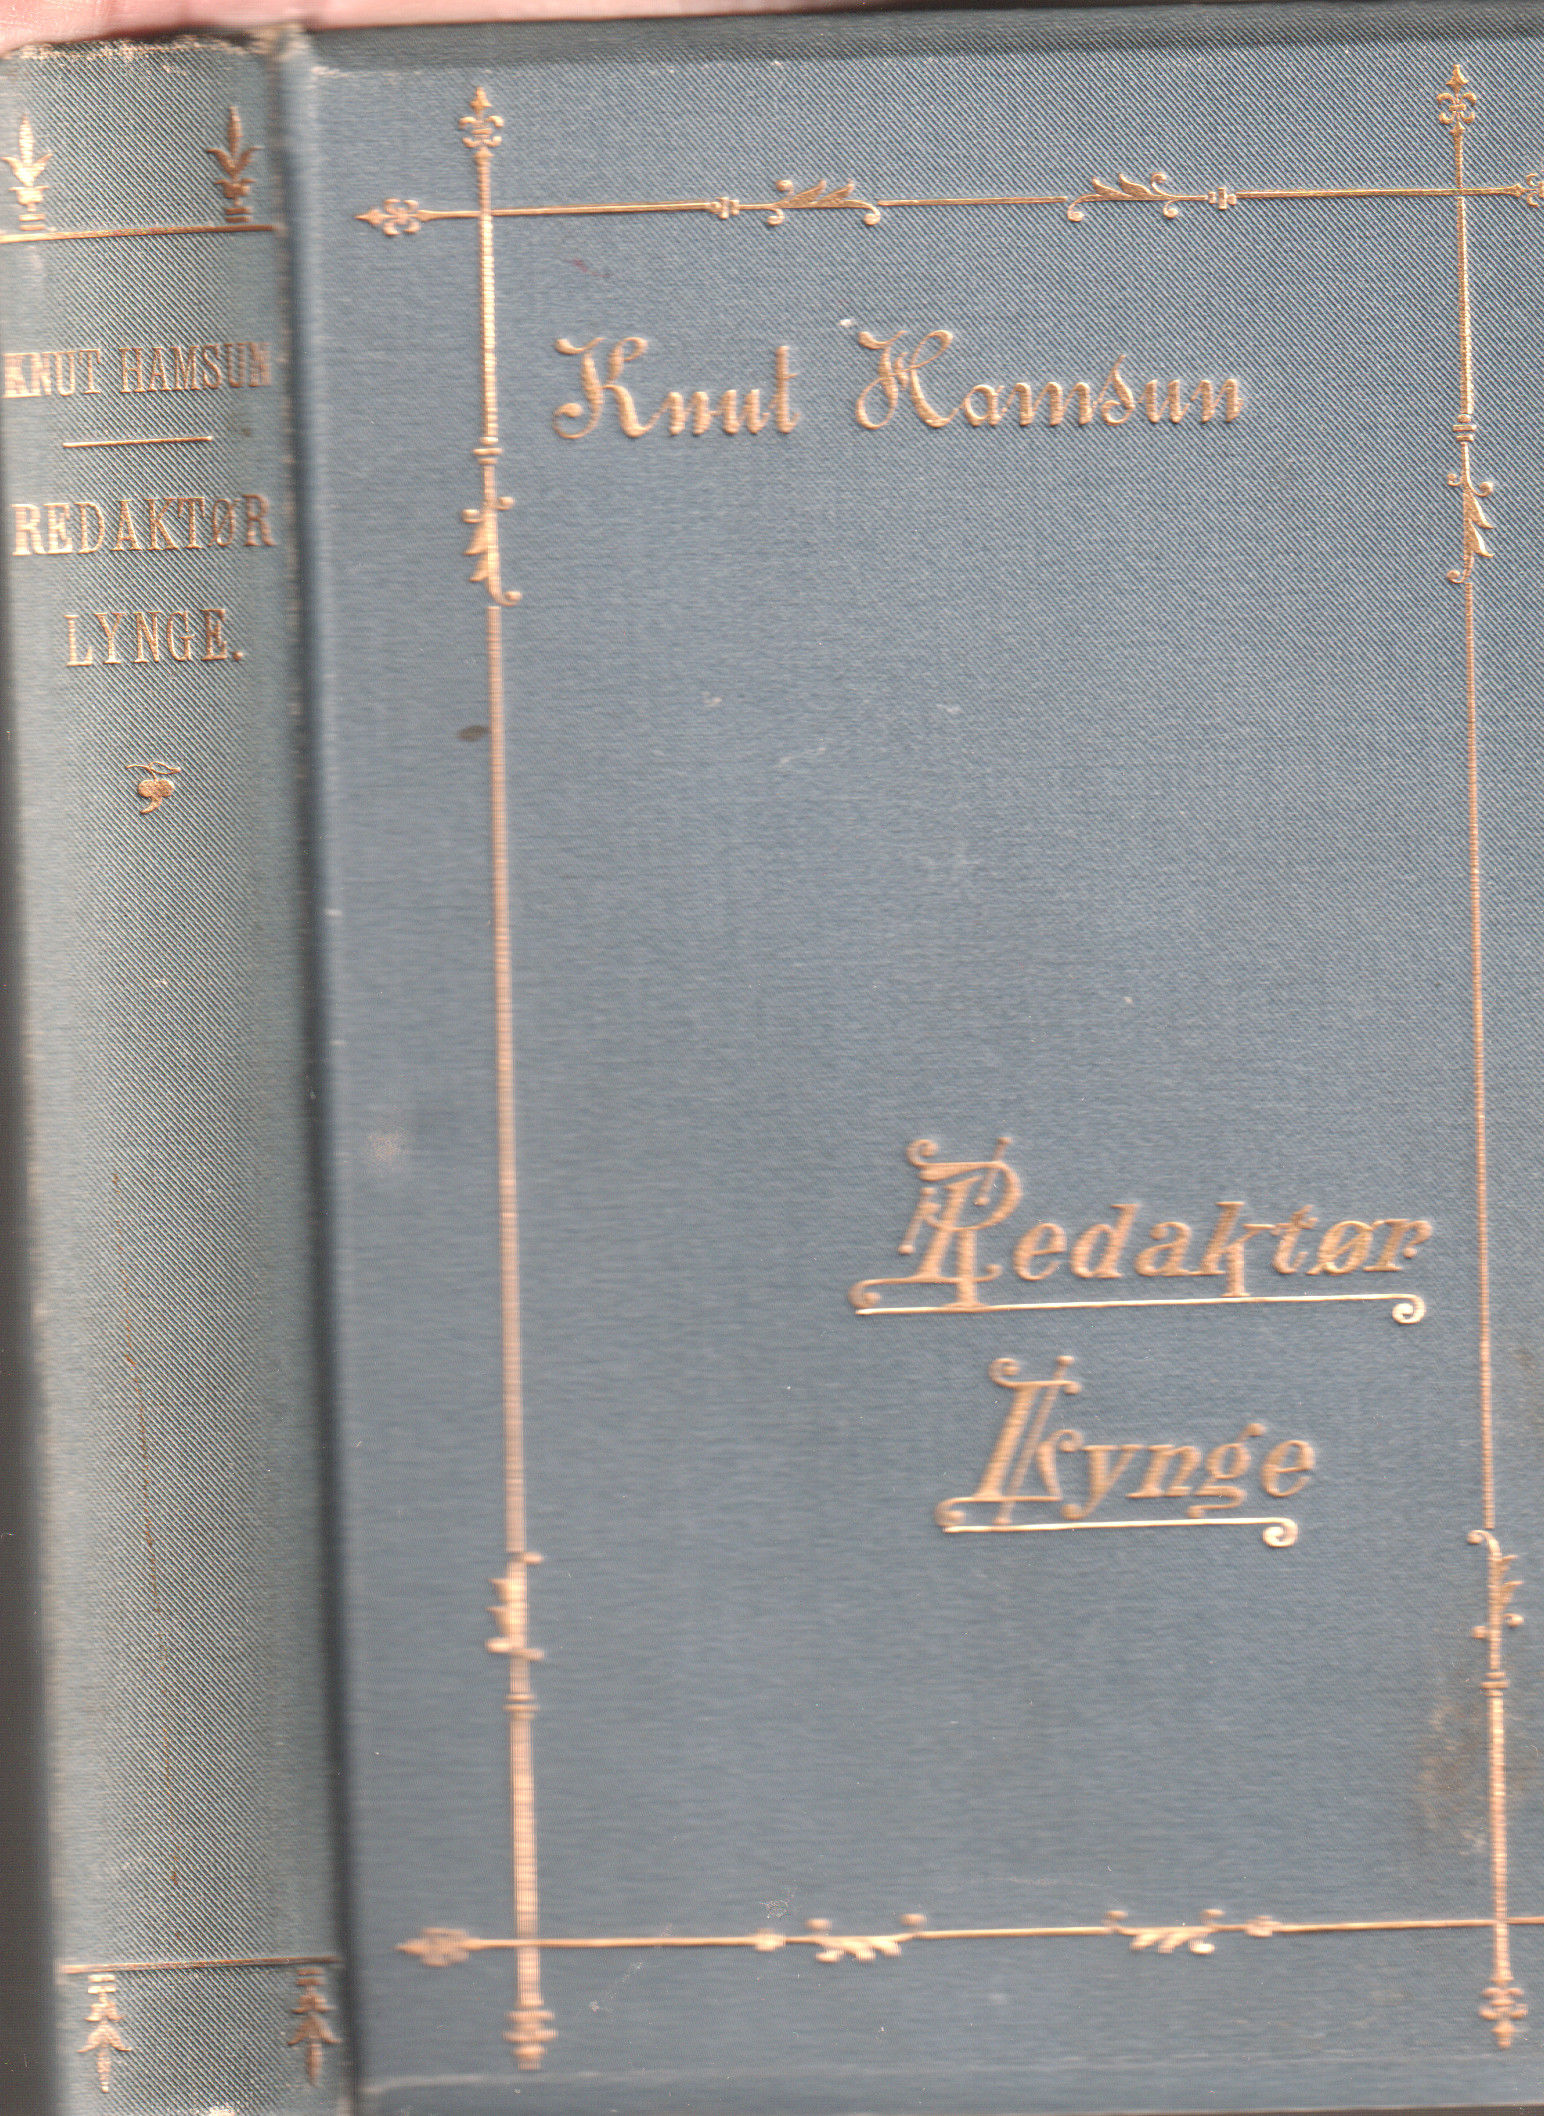 KNUT HAMSUN
REDAKTØR
LYNGE.
Knut Hamsun
Redaktør
Lynge